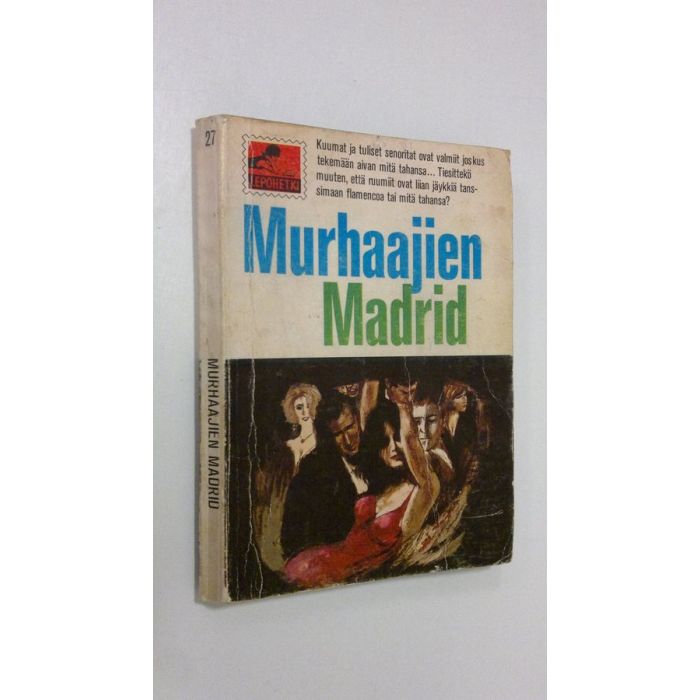 27
MURHAAJIEN MADRID
LEPOHETKI
Kuumat ja tuliset senoritat ovat valmiit joskus
tekemään aivan mitä tahansa... Tiesittekö
muuten, että ruumiit ovat liian jäykkiä tans-
simaan flamencoa tai mitä tahansa?
Murhaajien
Madrid